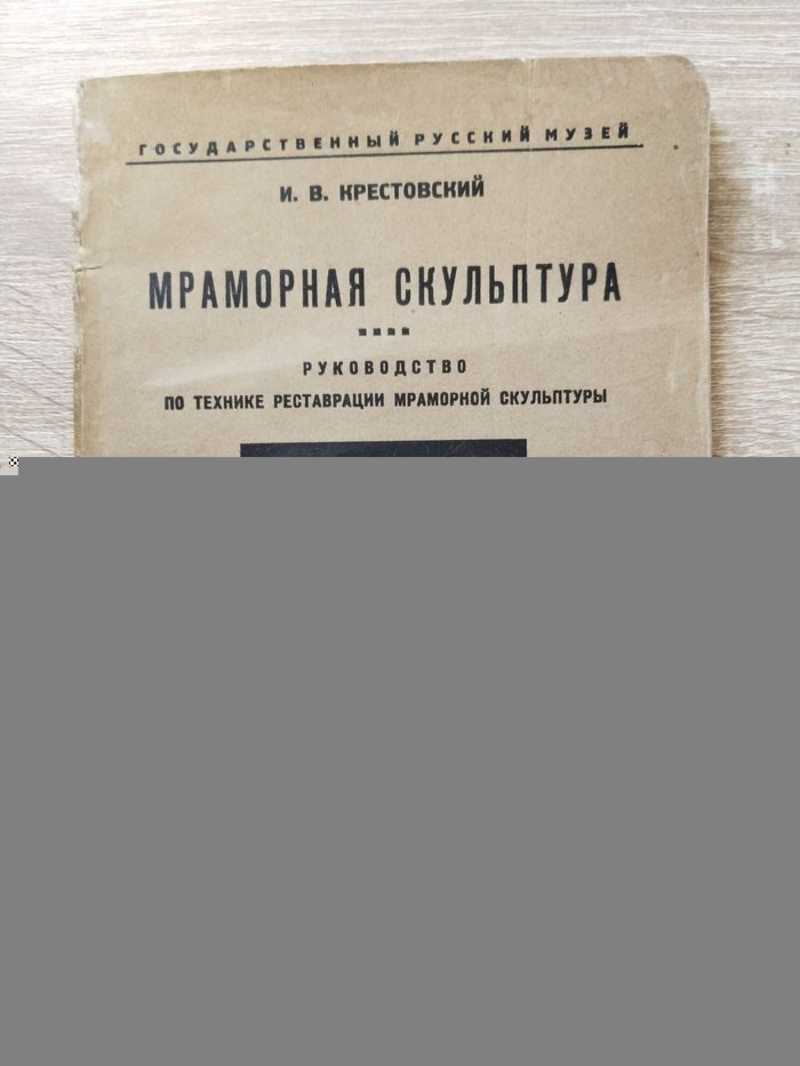 ГОСУДАРСТВЕННЫЙ РУССКИЙ МУЗЕЙ
И. В. КРЕСТОВСКИЙ
МРАМОРНАЯ СКУЛЬПТУРА
РУКОВОДСТВО
ПО ТЕХНИКЕ РЕСТАВРАЦИИ МРАМОРНОЙ СКУЛЬПТУРЫ